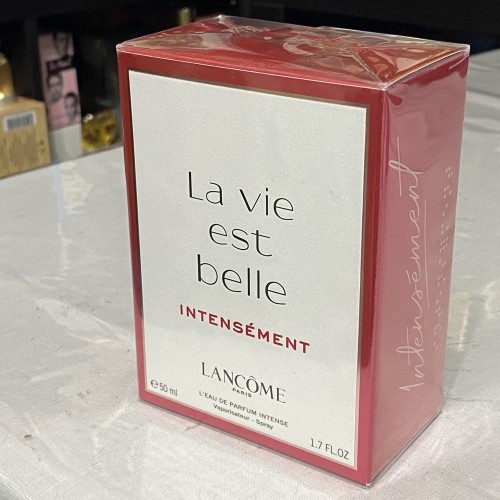 La vie
est
belle
INTENSÉMENT
LANCÔME
PARIS
L'EAU DE PARFUM INTENSE
Vaporisateur - Spray
℮ 50 ml
1.7 FL.OZ
Intensément